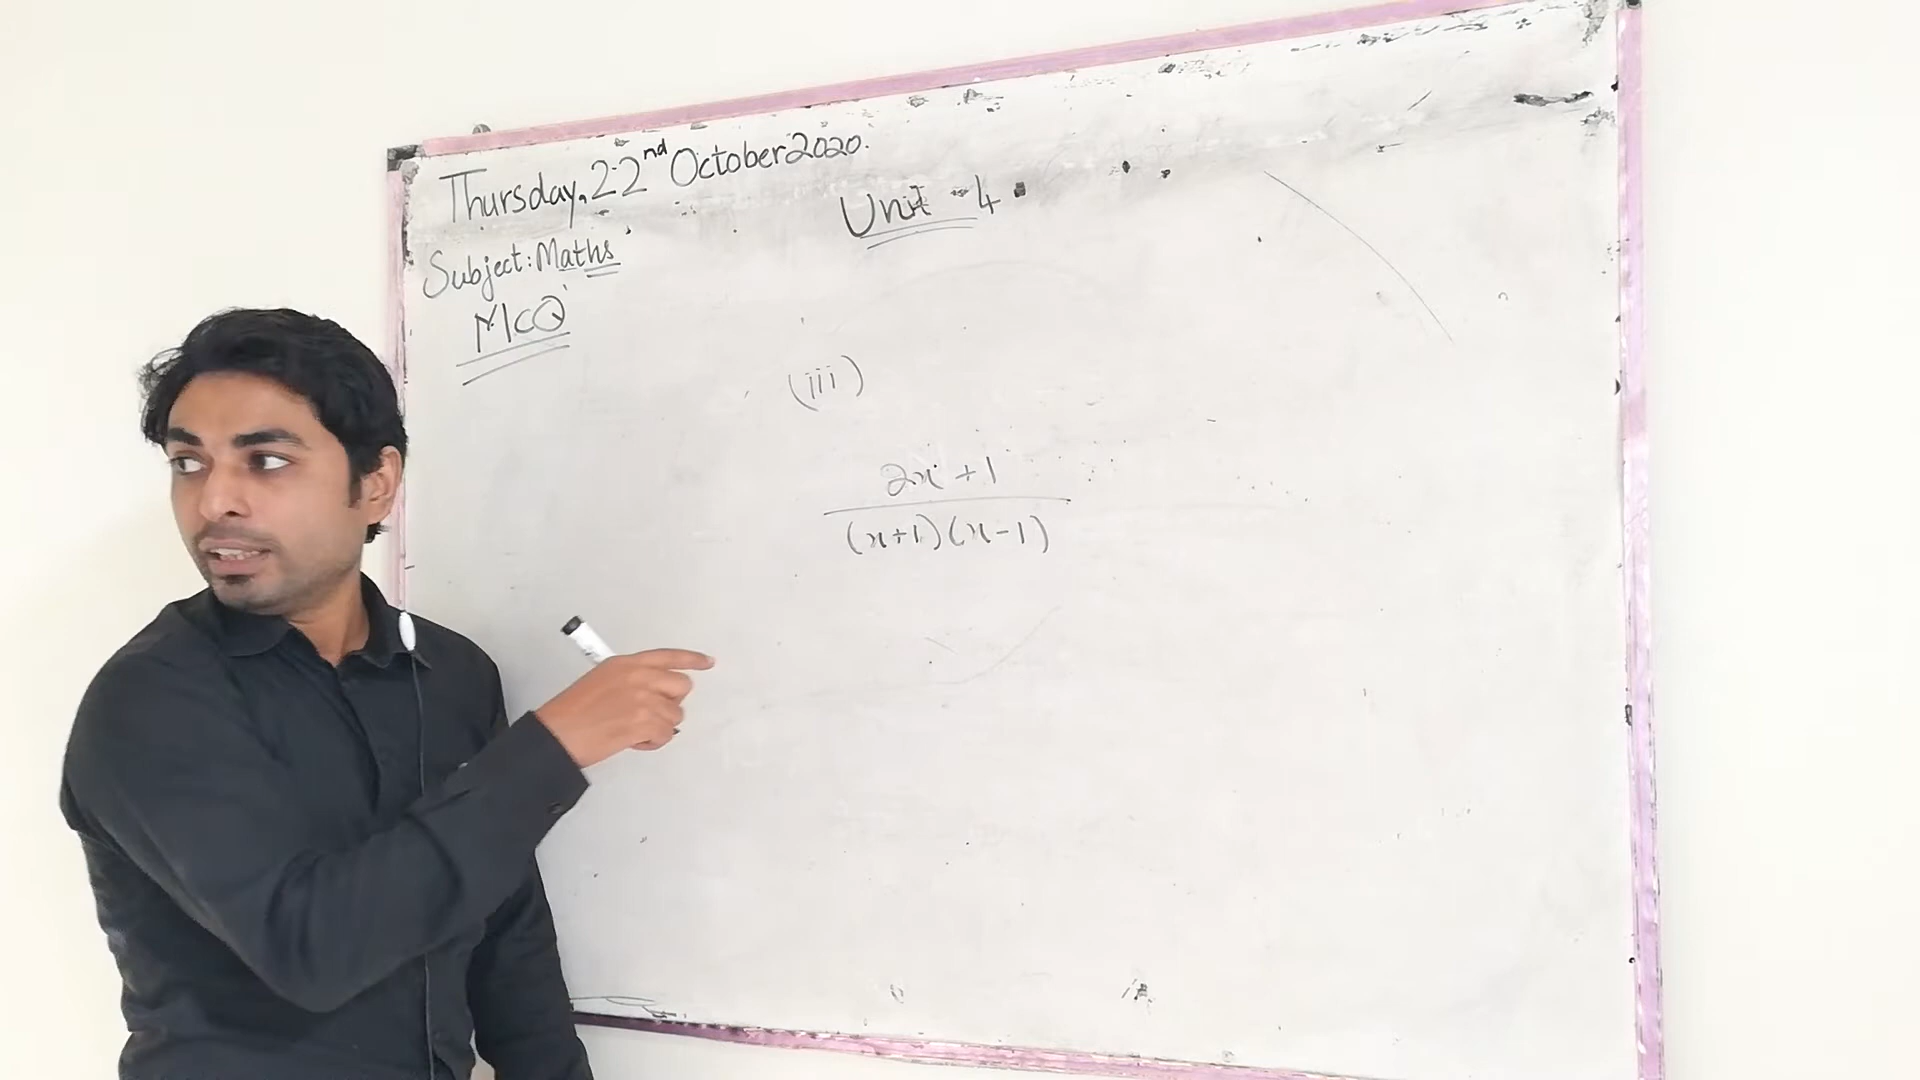 Thursday, 22nd October 2020.
Unit - 4
Subject: Maths
MCQ
(iii)
2x + 1
(x+1)(x-1)